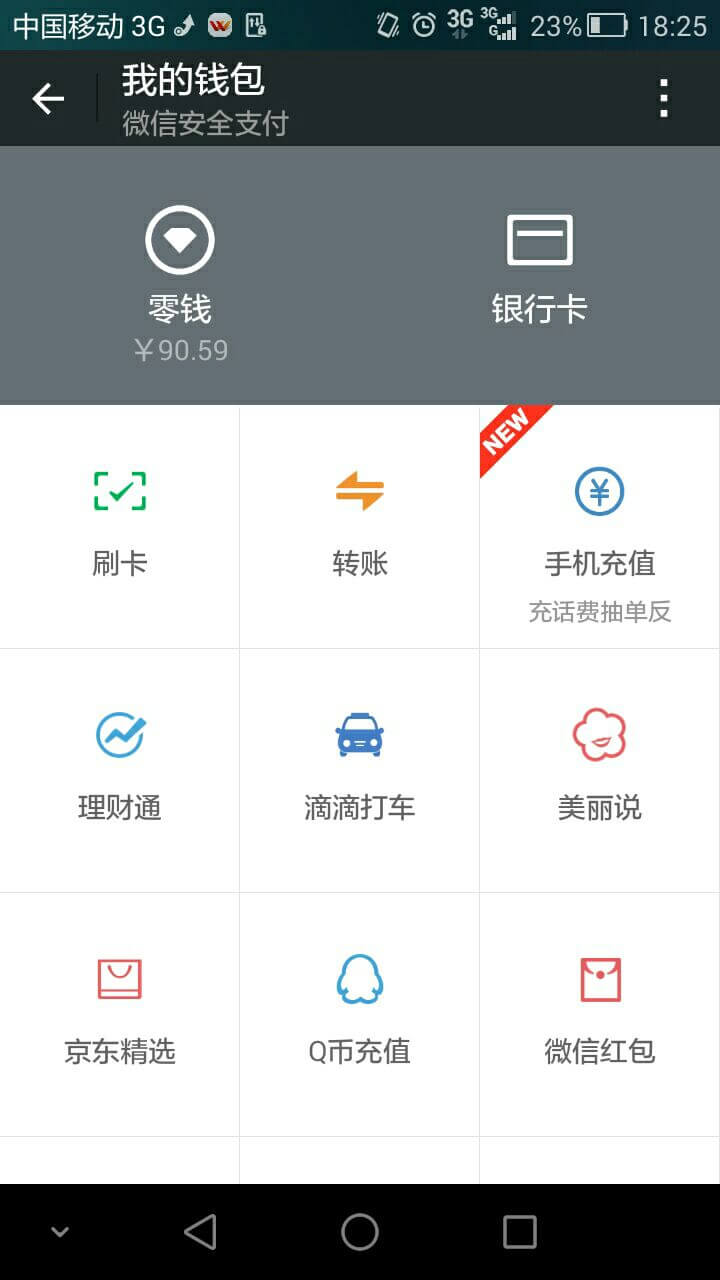 中国移动 3G 3G 3G G 23% 18:25
我的钱包
微信安全支付
零钱 银行卡
￥90.59
NEW
刷卡 转账 手机充值
充话费抽单反
理财通 滴滴打车 美丽说
京东精选 Q币充值 微信红包